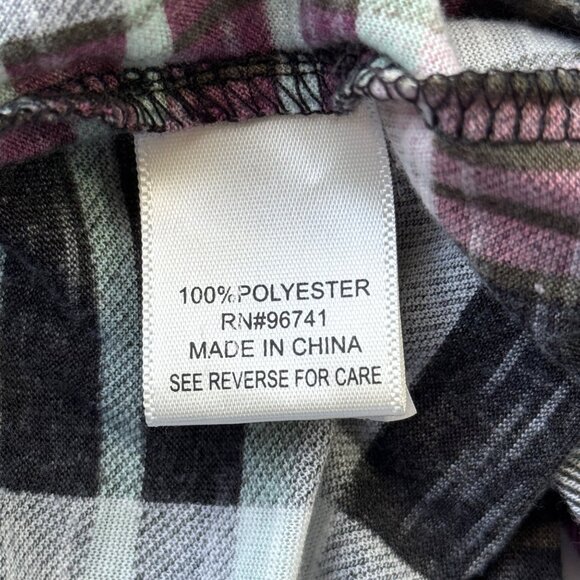 100%POLYESTER
RN#96741
MADE IN CHINA
SEE REVERSE FOR CARE